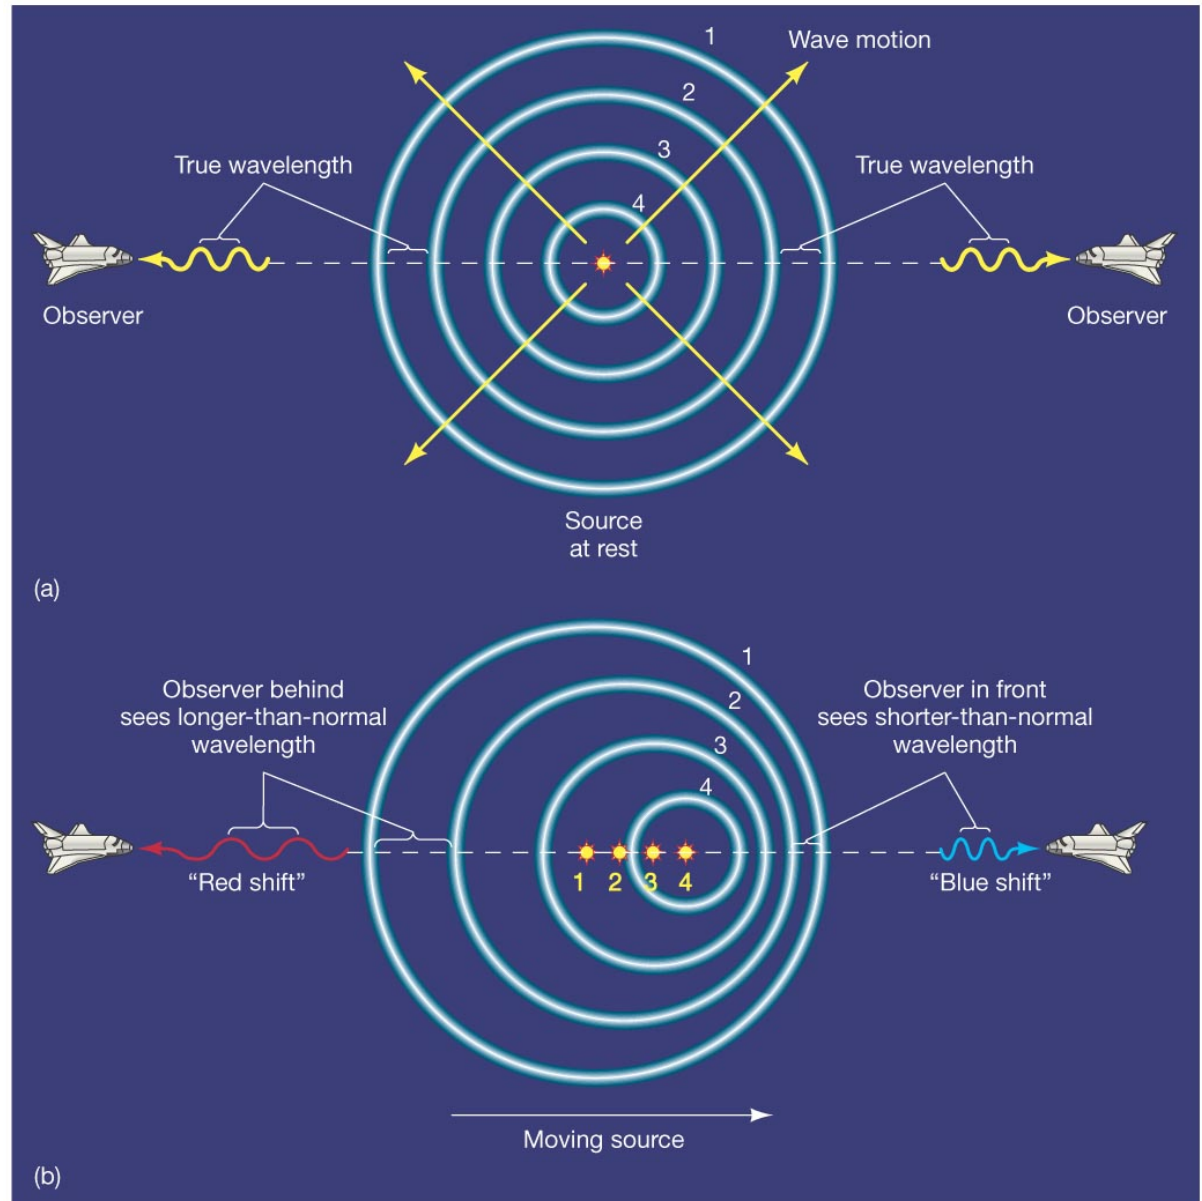 1
Wave motion
2
3
True wavelength
True wavelength
4
Observer
Observer
Source
at rest
(a)
1
Observer behind
sees longer-than-normal
wavelength
Observer in front
sees shorter-than-normal
wavelength
2
3
4
“Red shift”
1 2 3 4
“Blue shift”
Moving source
(b)